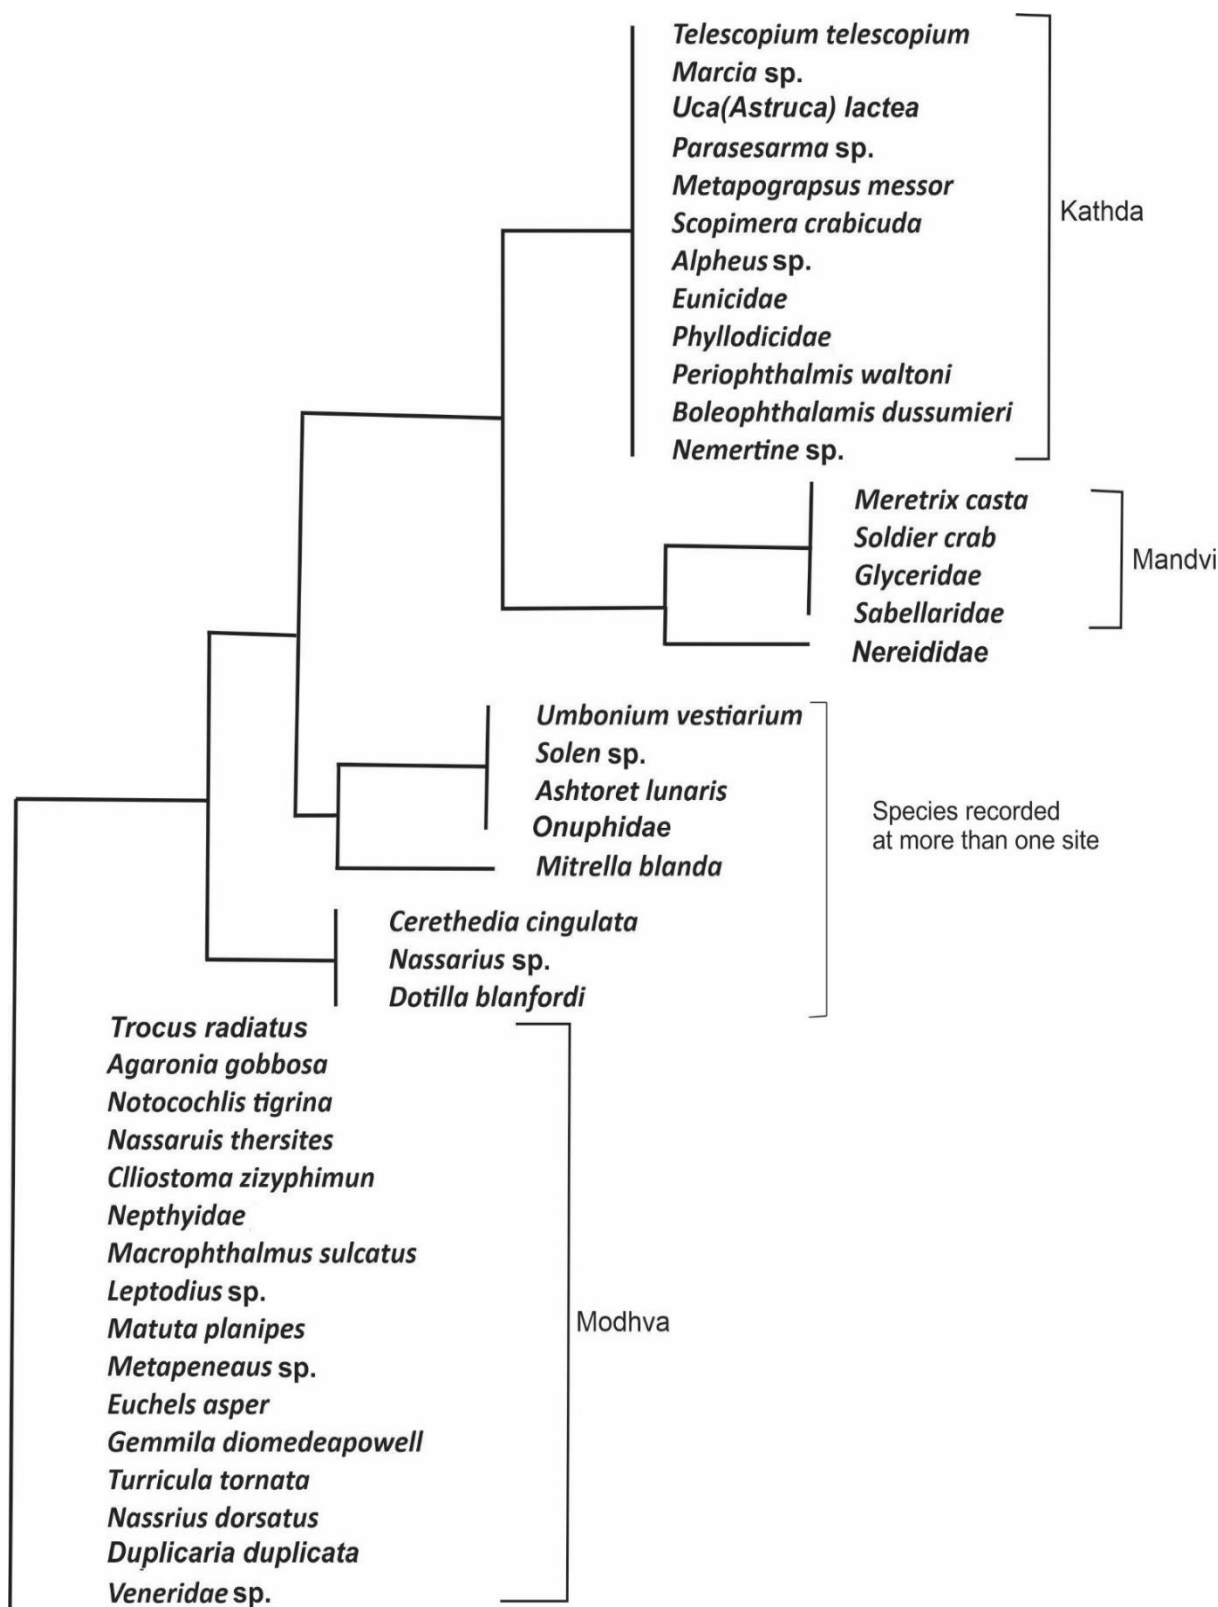 Telescopium telescopium
Marcia sp.
Uca(Astruca) lactea
Parasesarma sp.
Metapograpsus messor
Scopimera crabicuda
Alpheus sp.
Eunicidae
Phyllodicidae
Periophthalmis waltoni
Boleophthalamis dussumieri
Nemertine sp.
Kathda
Meretrix casta
Soldier crab
Glyceridae
Sabellaridae
Mandvi
Nereididae
Umbonium vestiarium
Solen sp.
Ashtoret lunaris
Onuphidae
Mitrella blanda
Cerethedia cingulata
Nassarius sp.
Dotilla blanfordi
Species recorded
at more than one site
Trocus radiatus
Agaronia gobbosa
Notocochlis tigrina
Nassaruis thersites
Clliostoma zizyphimun
Nepthyidae
Macrophthalmus sulcatus
Leptodius sp.
Matuta planipes
Metapeneaus sp.
Euchels asper
Gemmila diomedeapowell
Turricula tornata
Nassrius dorsatus
Duplicaria duplicata
Veneridae sp.
Modhva